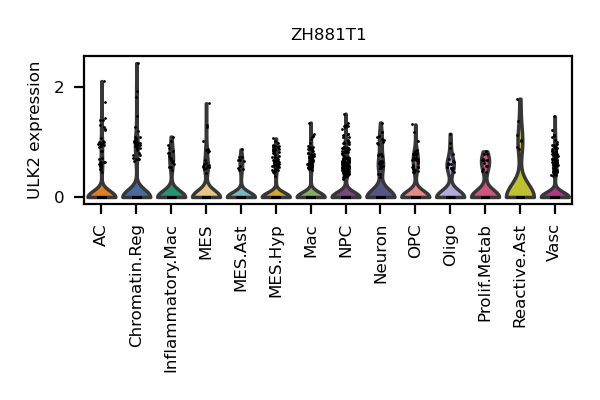 ZH881T1
ULK2 expression
2
0
AC
Chromatin.Reg
Inflammatory.Mac
MES
MES.Ast
MES.Hyp
Mac
NPC
Neuron
OPC
Oligo
Prolif.Metab
Reactive.Ast
Vasc